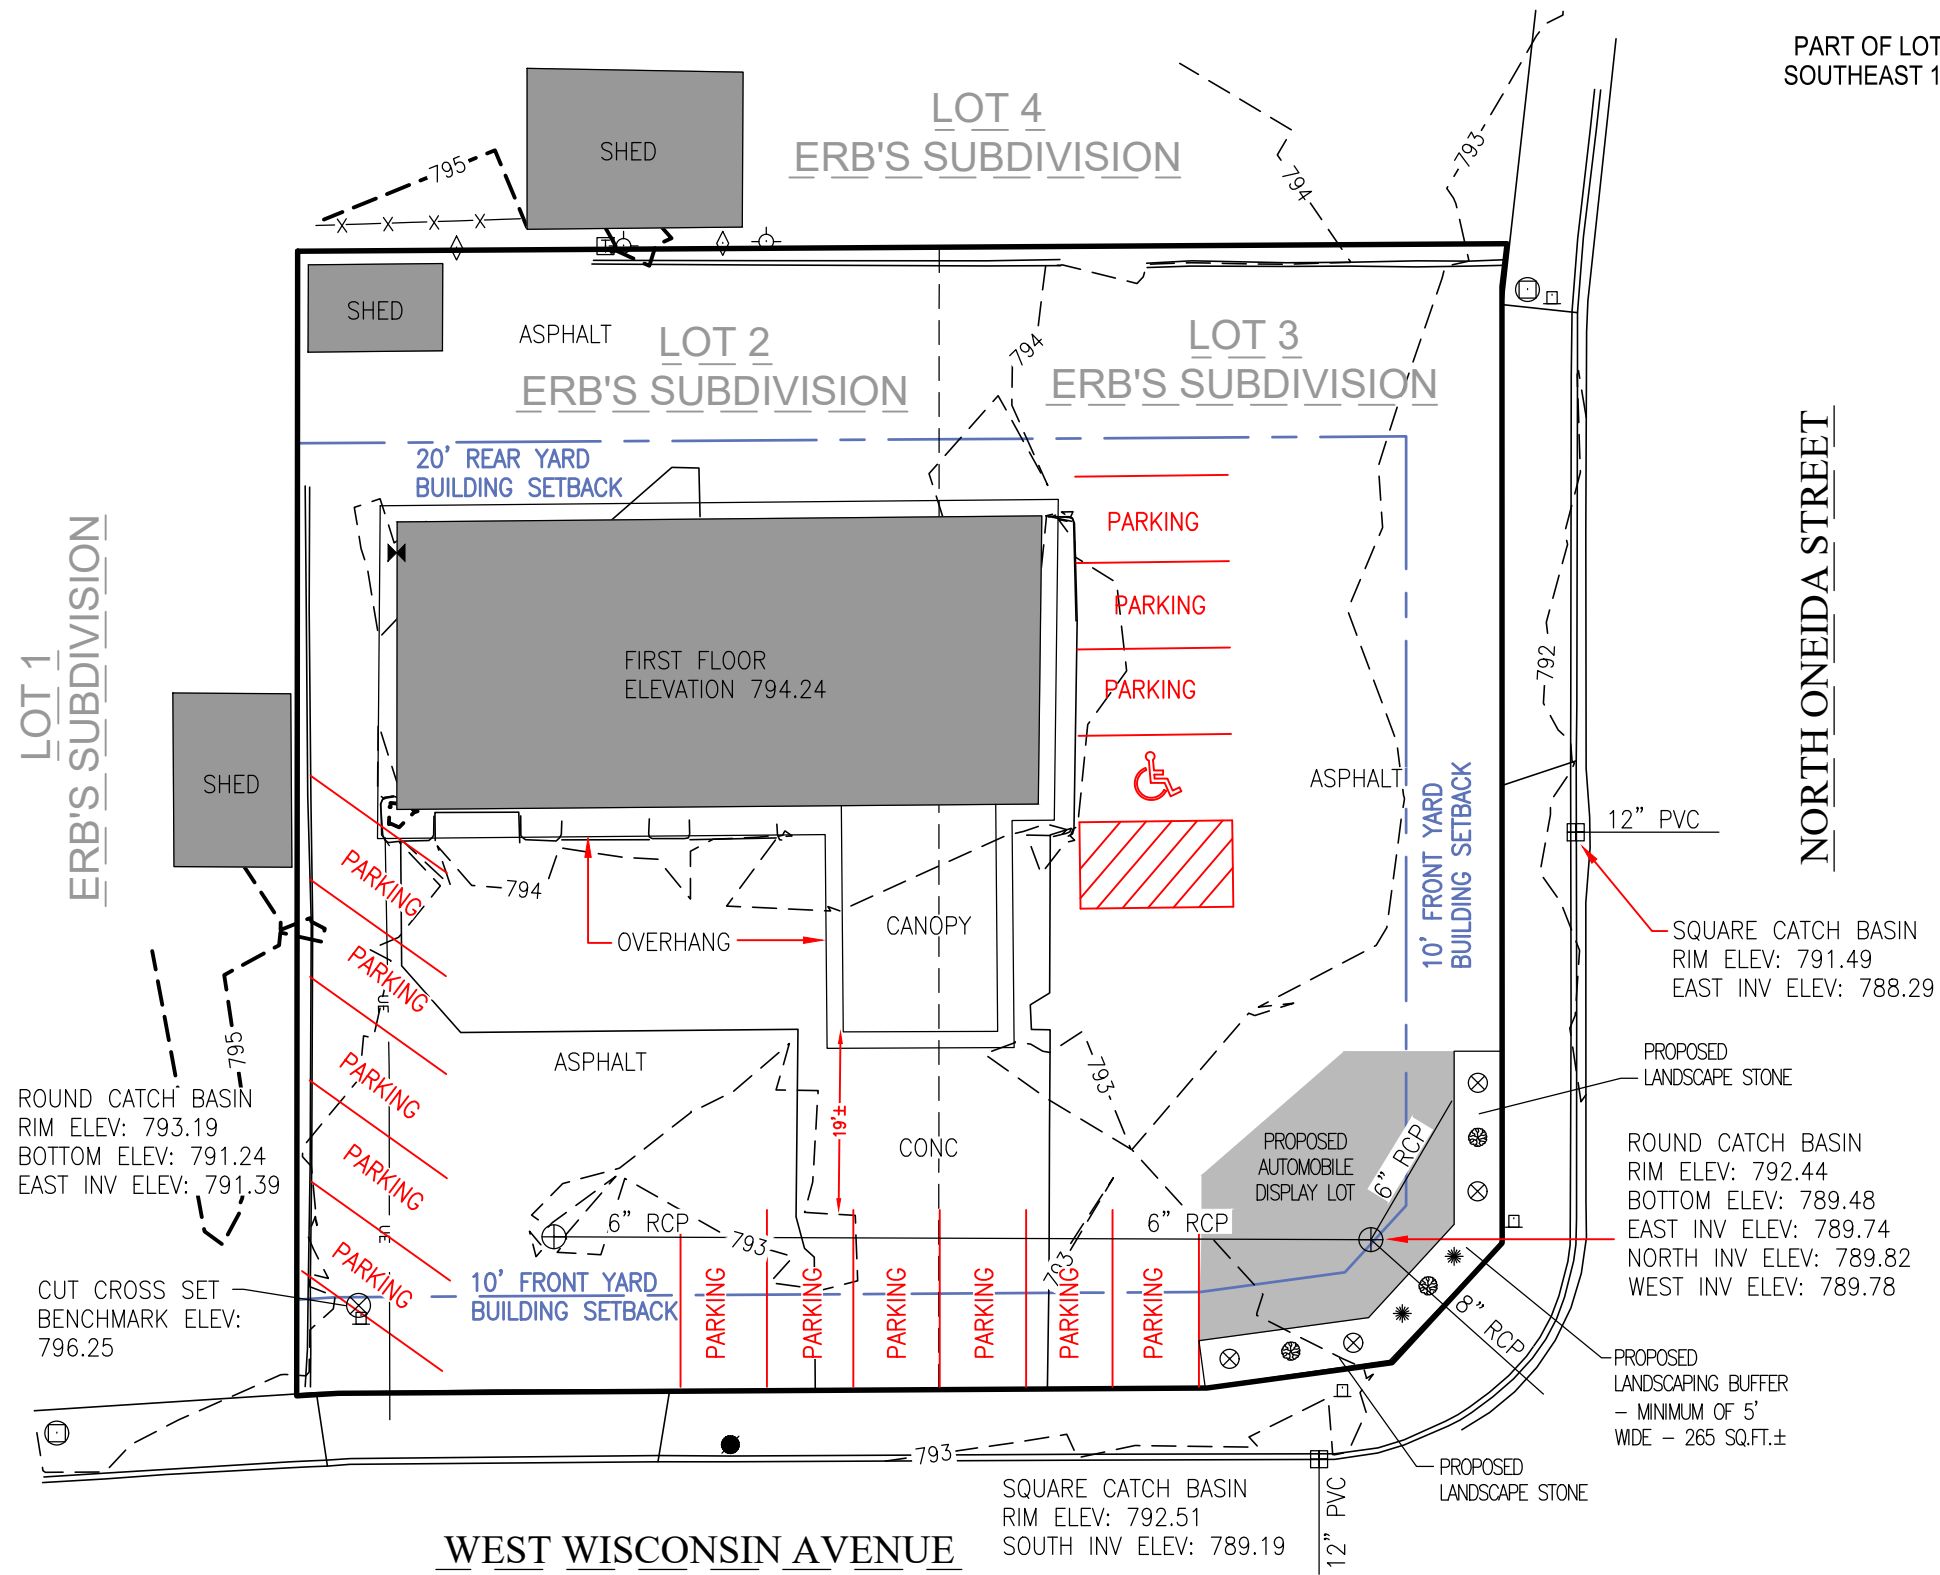 PART OF LOT
SOUTHEAST 1
LOT 4
ERB'S SUBDIVISION
SHED
795
793
794
SHED
ASPHALT
LOT 2
ERB'S SUBDIVISION
794
LOT 3
ERB'S SUBDIVISION
20' REAR YARD
BUILDING SETBACK
NORTH ONEIDA STREET
LOT 1
ERB'S SUBDIVISION
PARKING
PARKING
PARKING
FIRST FLOOR
ELEVATION 794.24
792
SHED
ASPHALT
10' FRONT YARD
BUILDING SETBACK
12" PVC
SQUARE CATCH BASIN
RIM ELEV: 791.49
EAST INV ELEV: 788.29
794
OVERHANG
CANOPY
PARKING
PARKING
PARKING
PARKING
PARKING
UE
UE
795
ASPHALT
793
19'±
CONC
PROPOSED
LANDSCAPE STONE
ROUND CATCH BASIN
RIM ELEV: 793.19
BOTTOM ELEV: 791.24
EAST INV ELEV: 791.39
PROPOSED
AUTOMOBILE
DISPLAY LOT
6" RCP
ROUND CATCH BASIN
RIM ELEV: 792.44
BOTTOM ELEV: 789.48
EAST INV ELEV: 789.74
NORTH INV ELEV: 789.82
WEST INV ELEV: 789.78
6" RCP
6" RCP
793
793
CUT CROSS SET
BENCHMARK ELEV:
796.25
10' FRONT YARD
BUILDING SETBACK
PARKING
PARKING
PARKING
PARKING
PARKING
PARKING
8" RCP
PROPOSED
LANDSCAPING BUFFER
- MINIMUM OF 5'
WIDE - 265 SQ.FT.±
793
PROPOSED
LANDSCAPE STONE
SQUARE CATCH BASIN
RIM ELEV: 792.51
SOUTH INV ELEV: 789.19
12" PVC
WEST WISCONSIN AVENUE